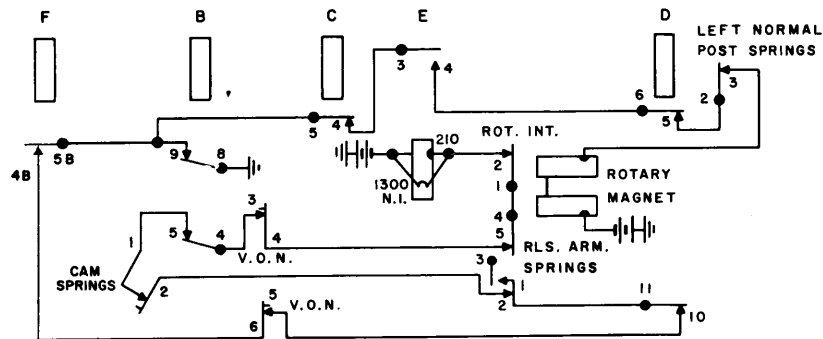 F B C E D
LEFT NORMAL
POST SPRINGS
3
4
6
3
2
5
4
5
5B
9
8
210
ROT. INT.
4B
1300
N.I.
2
1
ROTARY
MAGNET
3
4
5
1
5
4
4
V.O.N.
RLS. ARM.
SPRINGS
3
CAM
SPRINGS
2
1
2
11
10
5
V.O.N.
6